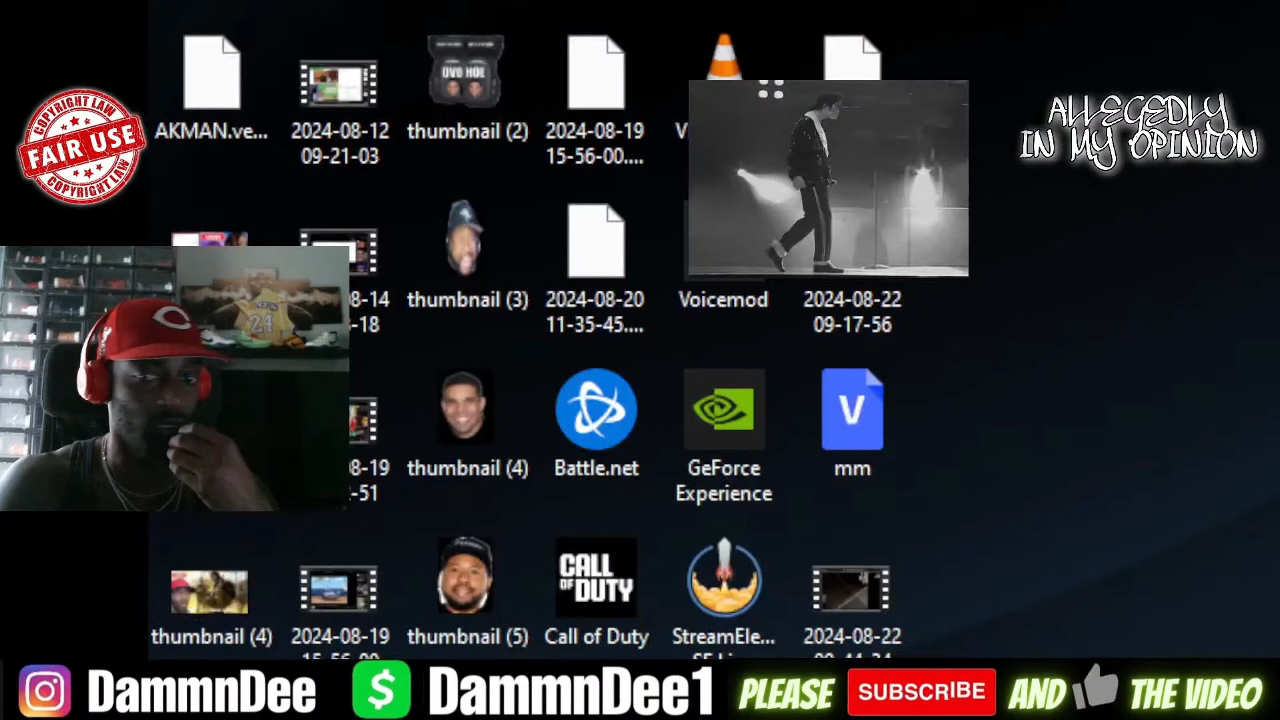 COPYRIGHT LAW
FAIR USE
COPYRIGHT LAW
ALLEGEDLY
IN MY OPINION
AKMAN.ve...
2024-08-12
09-21-03
thumbnail (2)
OVO HOE
2024-08-19
15-56-00....
V
8-14
-18
thumbnail (3)
2024-08-20
11-35-45....
Voicemod
2024-08-22
09-17-56
24
8-19
-51
thumbnail (4)
Battle.net
GeForce
Experience
V
mm
thumbnail (4)
2024-08-19
thumbnail (5)
CALL
OF DUTY
Call of Duty
StreamEle...
2024-08-22
DammnDee
$
DammnDee1
PLEASE
SUBSCRIBE
AND
THE VIDEO